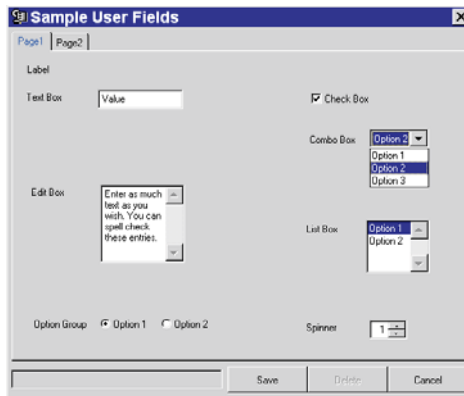 Sample User Fields
Page1 Page2
Label
Text Box Value
Check Box
Combo Box Option 2
Option 1
Option 2
Option 3
Edit Box
Enter as much
text as you
wish. You can
spell check
these entries.
List Box
Option 1
Option 2
Option Group Option 1 Option 2
Spinner 1
Save Delete Cancel